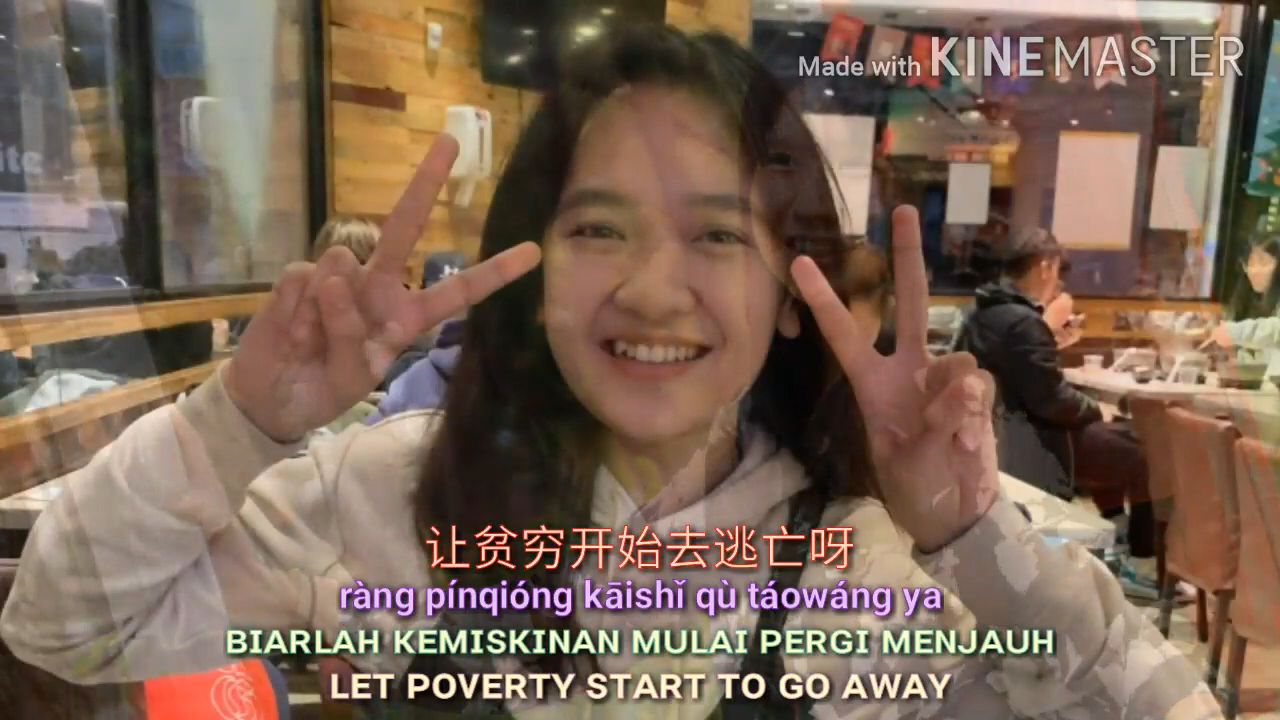 Made with KINEMASTER
ite
让贫穷开始去逃亡呀
ràng pínqióng kāishǐ qù táowáng ya
BIARLAH KEMISKINAN MULAI PERGI MENJAUH
LET POVERTY START TO GO AWAY